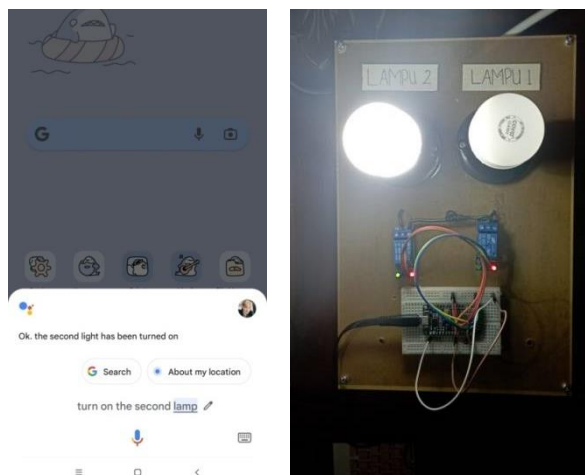 G
Ok. the second light has been turned on
G Search
About my location
turn on the second lamp
LAMPU 2
LAMPU 1